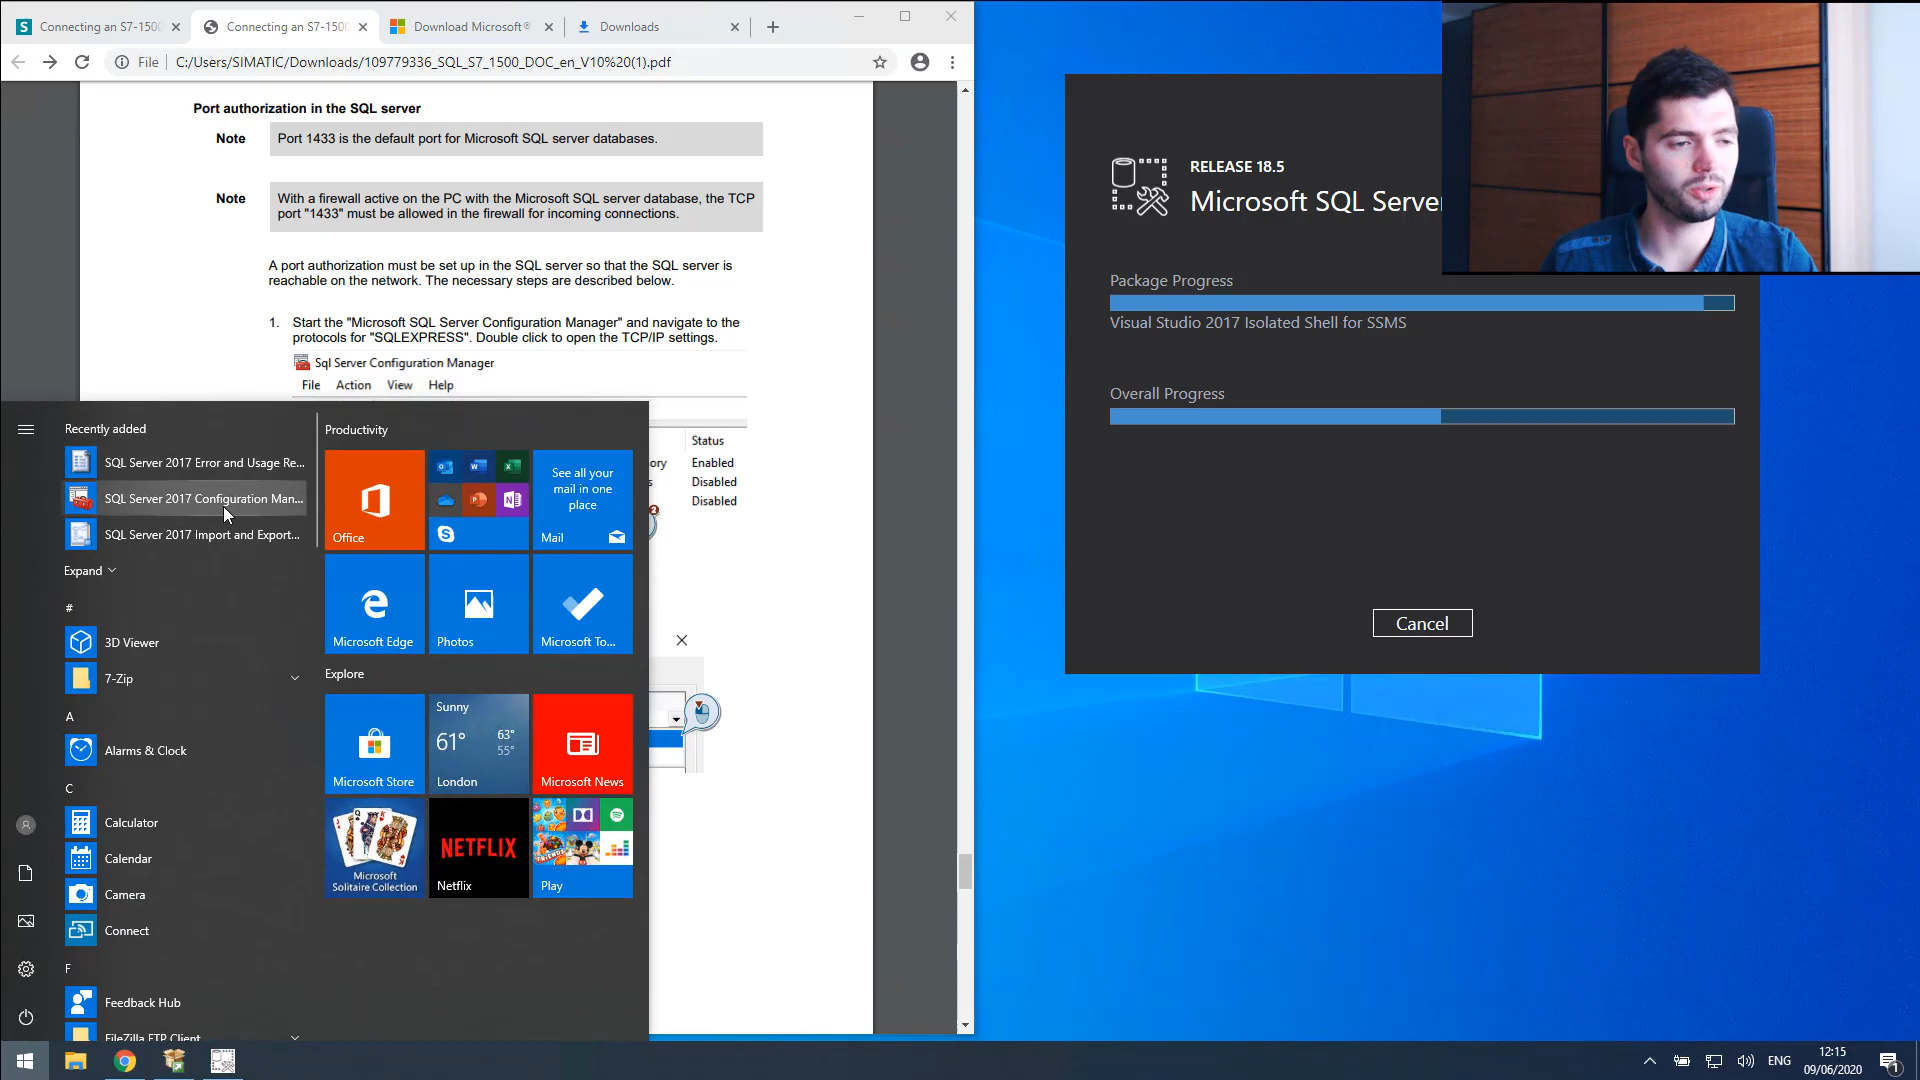 Connecting an S7-1500
Connecting an S7-1500
Download Microsoft®
Downloads
File
C:/Users/SIMATIC/Downloads/109779336_SQL_S7_1500_DOC_en_V10%20(1).pdf
Port authorization in the SQL server
Note
Port 1433 is the default port for Microsoft SQL server databases.
Note
With a firewall active on the PC with the Microsoft SQL server database, the TCP
port "1433" must be allowed in the firewall for incoming connections.
A port authorization must be set up in the SQL server so that the SQL server is
reachable on the network. The necessary steps are described below.
1. Start the "Microsoft SQL Server Configuration Manager" and navigate to the
protocols for "SQLEXPRESS". Double click to open the TCP/IP settings.
Sql Server Configuration Manager
File Action View Help
Status
ory Enabled
s Disabled
Disabled
2
Recently added
SQL Server 2017 Error and Usage Re...
SQL Server 2017 Configuration Man...
SQL Server 2017 Import and Export...
Expand
#
3D Viewer
7-Zip
A
Alarms & Clock
C
Calculator
Calendar
Camera
Connect
F
Feedback Hub
FileZilla FTP Client
Productivity
Office
See all your
mail in one
place
Mail
Microsoft Edge
Photos
Microsoft To...
Explore
Microsoft Store
Sunny
61°
63°
55°
London
Microsoft News
Microsoft
Solitaire Collection
NETFLIX
Netflix
Play
RELEASE 18.5
Microsoft SQL Server
Package Progress
Visual Studio 2017 Isolated Shell for SSMS
Overall Progress
Cancel
ENG
12:15
09/06/2020
1